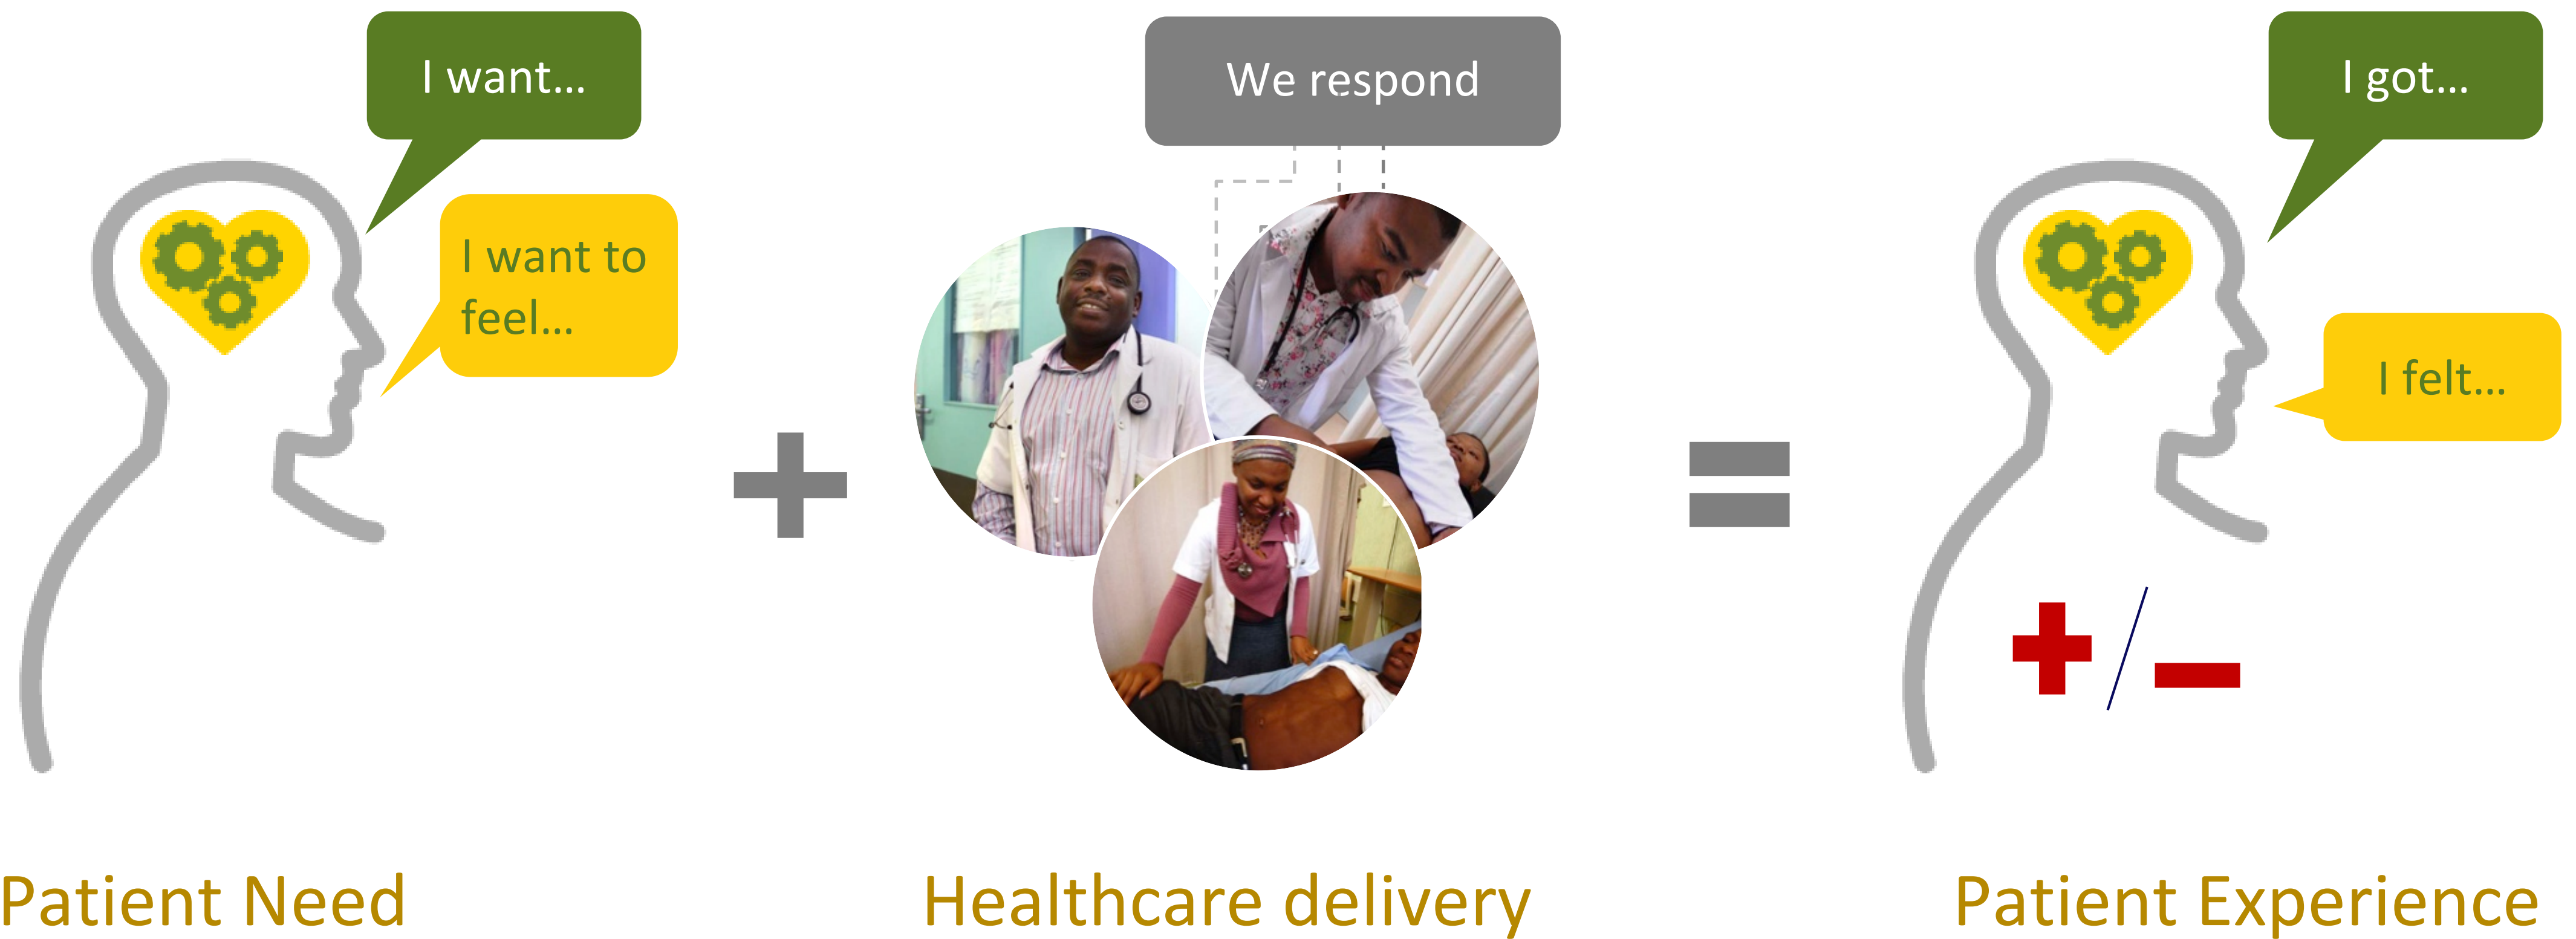 I want...
I want to
feel...
We respond
I got...
I felt...
+
=
+/–
Patient Need
Healthcare delivery
Patient Experience